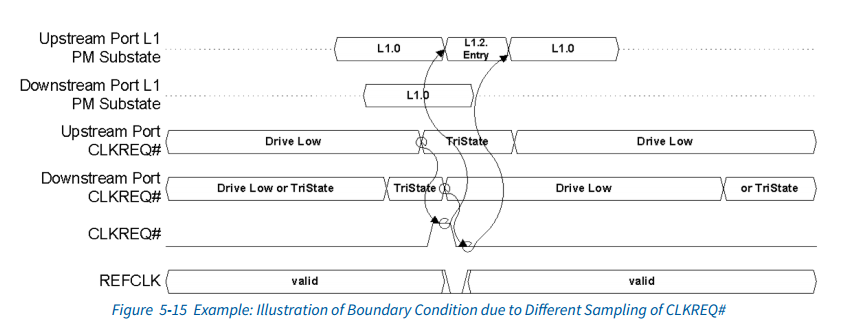 Upstream Port L1
PM Substate
L1.0
L1.2.
Entry
L1.0
Downstream Port L1
PM Substate
L1.0
Upstream Port
CLKREQ#
Drive Low
TriState
Drive Low
Downstream Port
CLKREQ#
Drive Low or TriState
TriState
Drive Low
or TriState
CLKREQ#
REFCLK
valid
valid
Figure 5-15 Example: Illustration of Boundary Condition due to Different Sampling of CLKREQ#